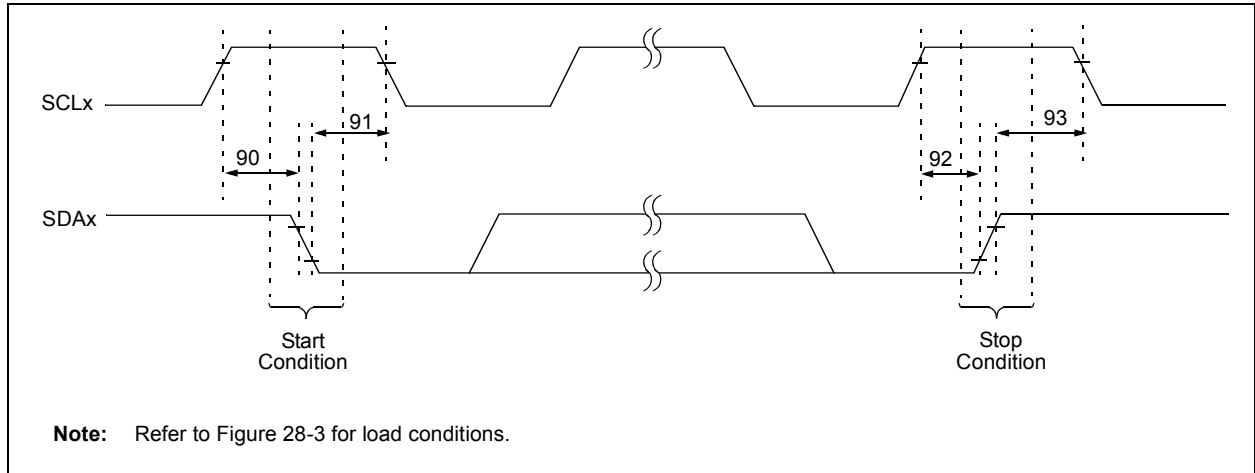 SCLx
91
93
90
92
SDAx
Start
Condition
Stop
Condition
Note: Refer to Figure 28-3 for load conditions.